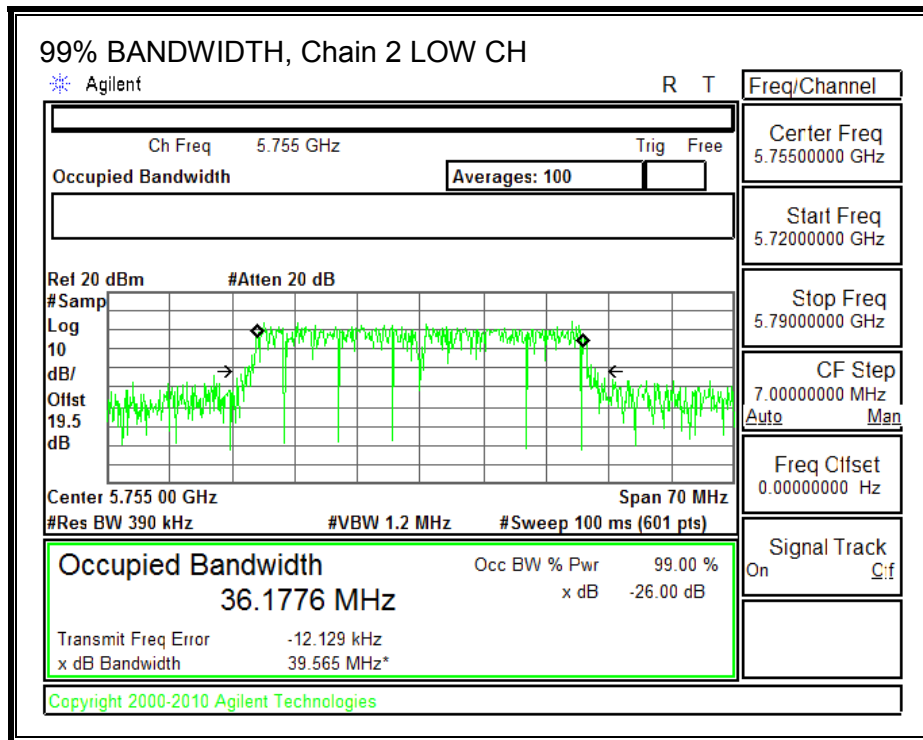 99% BANDWIDTH, Chain 2 LOW CH
Agilent R T
Ch Freq 5.755 GHz Trig Free
Occupied Bandwidth Averages: 100
Ref 20 dBm #Atten 20 dB
#Samp
Log
10
dB/
Offst
19.5
dB
Center 5.755 00 GHz Span 70 MHz
#Res BW 390 kHz #VBW 1.2 MHz #Sweep 100 ms (601 pts)
Occupied Bandwidth Occ BW % Pwr 99.00 %
36.1776 MHz x dB -26.00 dB
Transmit Freq Error -12.129 kHz
x dB Bandwidth 39.565 MHz*
Copyright 2000-2010 Agilent Technologies
Freq/Channel
Center Freq
5.75500000 GHz
Start Freq
5.72000000 GHz
Stop Freq
5.79000000 GHz
CF Step
7.00000000 MHz
Auto Man
Freq Offset
0.00000000 Hz
Signal Track
On Off